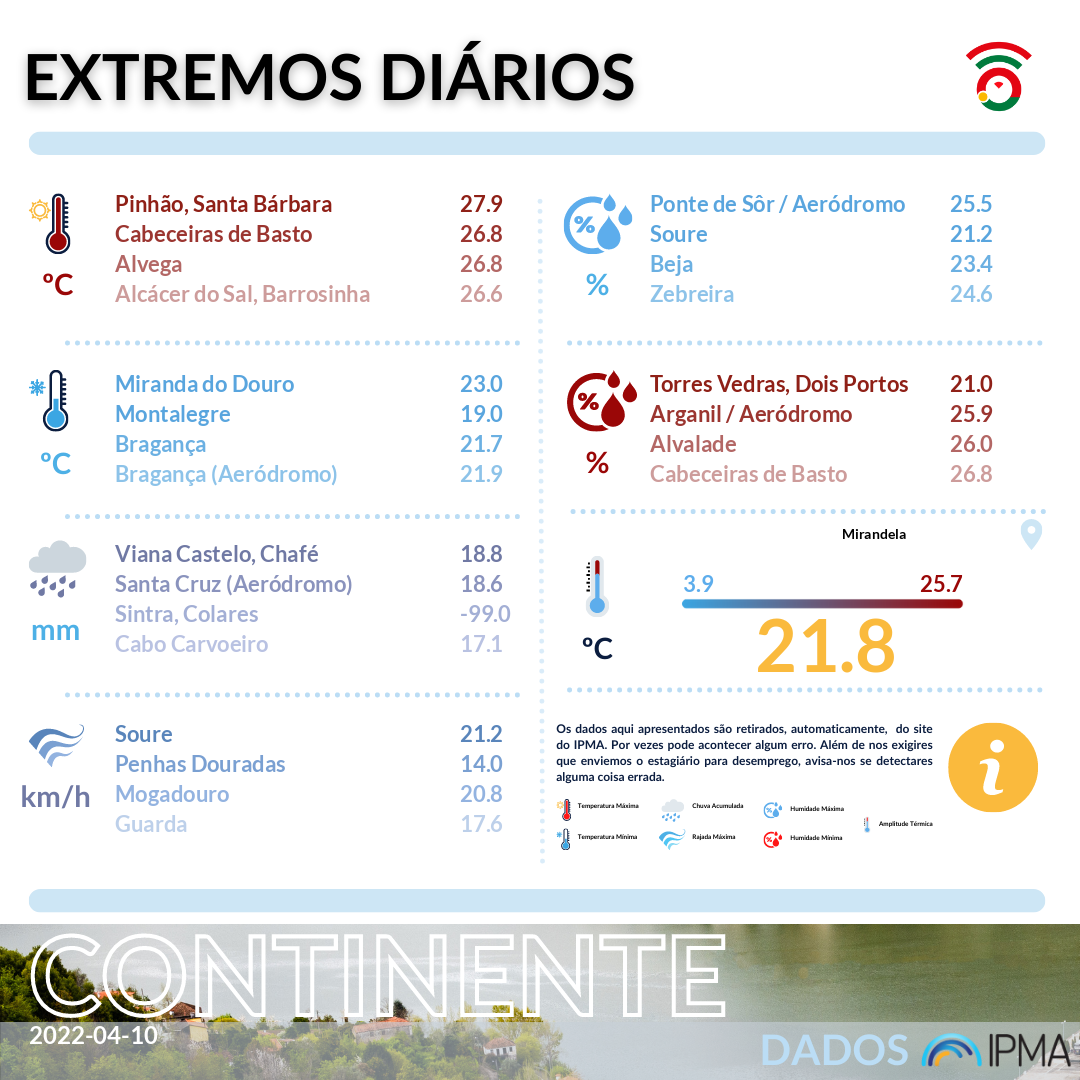 EXTREMOS DIÁRIOS
ºC
Pinhão, Santa Bárbara 27.9
Cabeceiras de Basto 26.8
Alvega 26.8
Alcácer do Sal, Barrosinha 26.6
ºC
Miranda do Douro 23.0
Montalegre 19.0
Bragança 21.7
Bragança (Aeródromo) 21.9
mm
Viana Castelo, Chafé 18.8
Santa Cruz (Aeródromo) 18.6
Sintra, Colares -99.0
Cabo Carvoeiro 17.1
km/h
Soure 21.2
Penhas Douradas 14.0
Mogadouro 20.8
Guarda 17.6
%
%
Ponte de Sôr / Aeródromo 25.5
Soure 21.2
Beja 23.4
Zebreira 24.6
%
%
Torres Vedras, Dois Portos 21.0
Arganil / Aeródromo 25.9
Alvalade 26.0
Cabeceiras de Basto 26.8
Mirandela
3.9 25.7
ºC
21.8
Os dados aqui apresentados são retirados, automaticamente, do site
do IPMA. Por vezes pode acontecer algum erro. Além de nos exigires
que enviemos o estagiário para desemprego, avisa-nos se detectares
alguma coisa errada.
i
Temperatura Máxima
Chuva Acumulada
Humidade Máxima
Amplitude Térmica
Temperatura Mínima
Rajada Máxima
Humidade Mínima
CONTINENTE
2022-04-10
DADOS IPMA